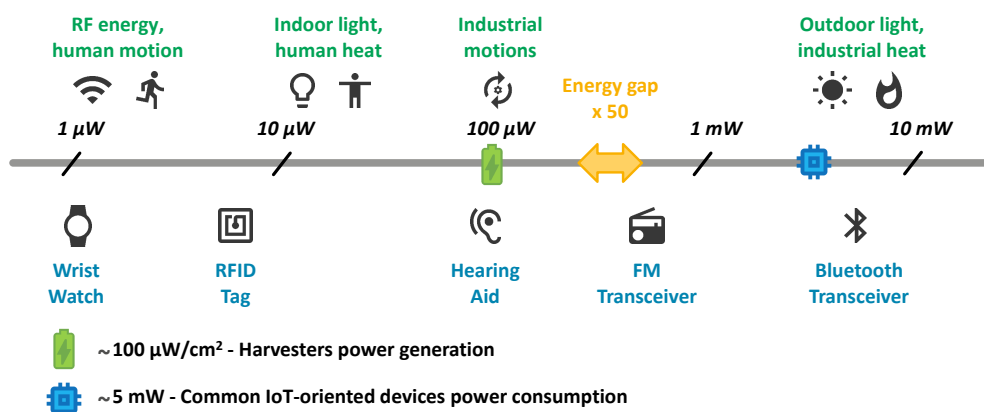 RF energy,
human motion
Indoor light,
human heat
Industrial
motions
Energy gap
x 50
Outdoor light,
industrial heat
1 µW
10 µW
100 µW
1 mW
10 mW
Wrist
Watch
RFID
Tag
Hearing
Aid
FM
Transceiver
Bluetooth
Transceiver
~100 µW/cm² - Harvesters power generation
~5 mW - Common IoT-oriented devices power consumption